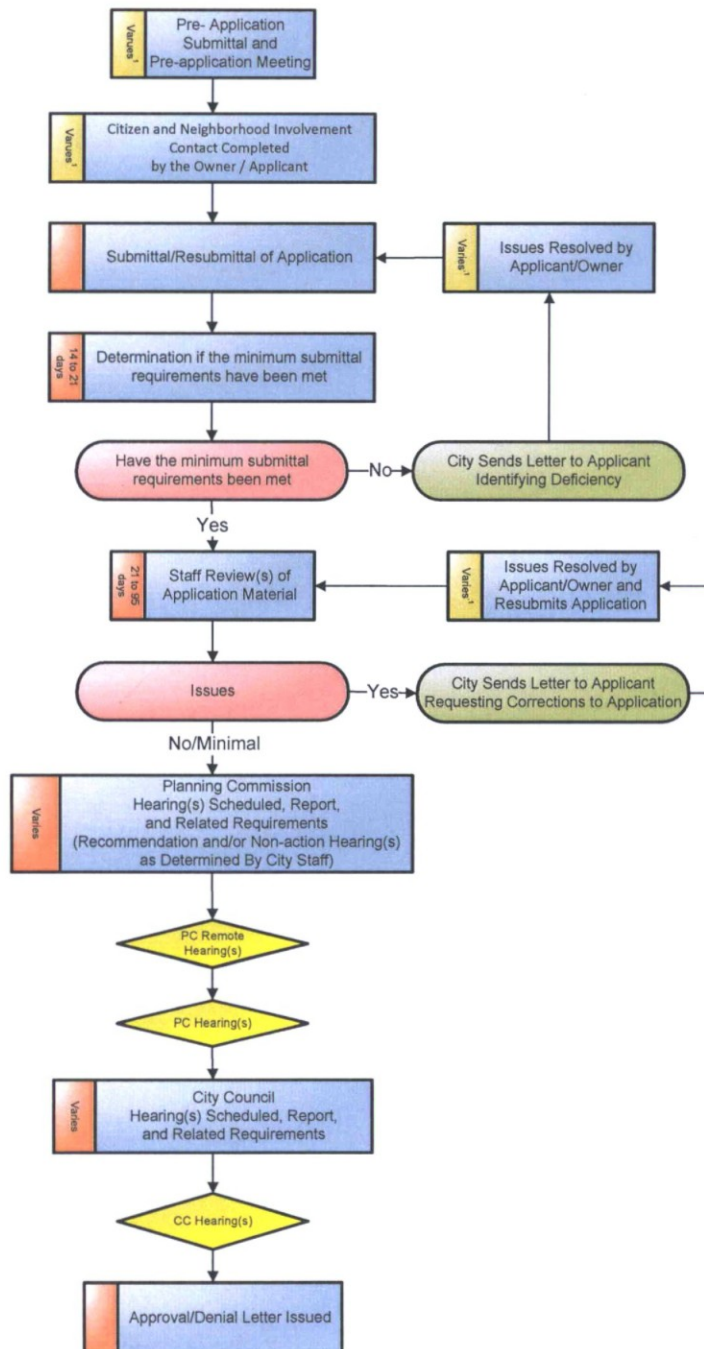 Varues¹
Pre- Application
Submittal and
Pre-application Meeting
Varues¹
Citizen and Neighborhood Involvement
Contact Completed
by the Owner / Applicant
Submittal/Resubmittal of Application
Varies¹
Issues Resolved by
Applicant/Owner
14 to 21
days
Determination if the minimum submittal
requirements have been met
Have the minimum submittal
requirements been met
No
City Sends Letter to Applicant
Identifying Deficiency
Yes
21 to 95
days
Staff Review(s) of
Application Material
Varies¹
Issues Resolved by
Applicant/Owner and
Resubmits Application
Issues
Yes
City Sends Letter to Applicant
Requesting Corrections to Application
No/Minimal
Varies
Planning Commission
Hearing(s) Scheduled, Report,
and Related Requirements
(Recommendation and/or Non-action Hearing(s)
as Determined By City Staff)
PC Remote
Hearing(s)
PC Hearing(s)
Varies
City Council
Hearing(s) Scheduled, Report,
and Related Requirements
CC Hearing(s)
Approval/Denial Letter Issued